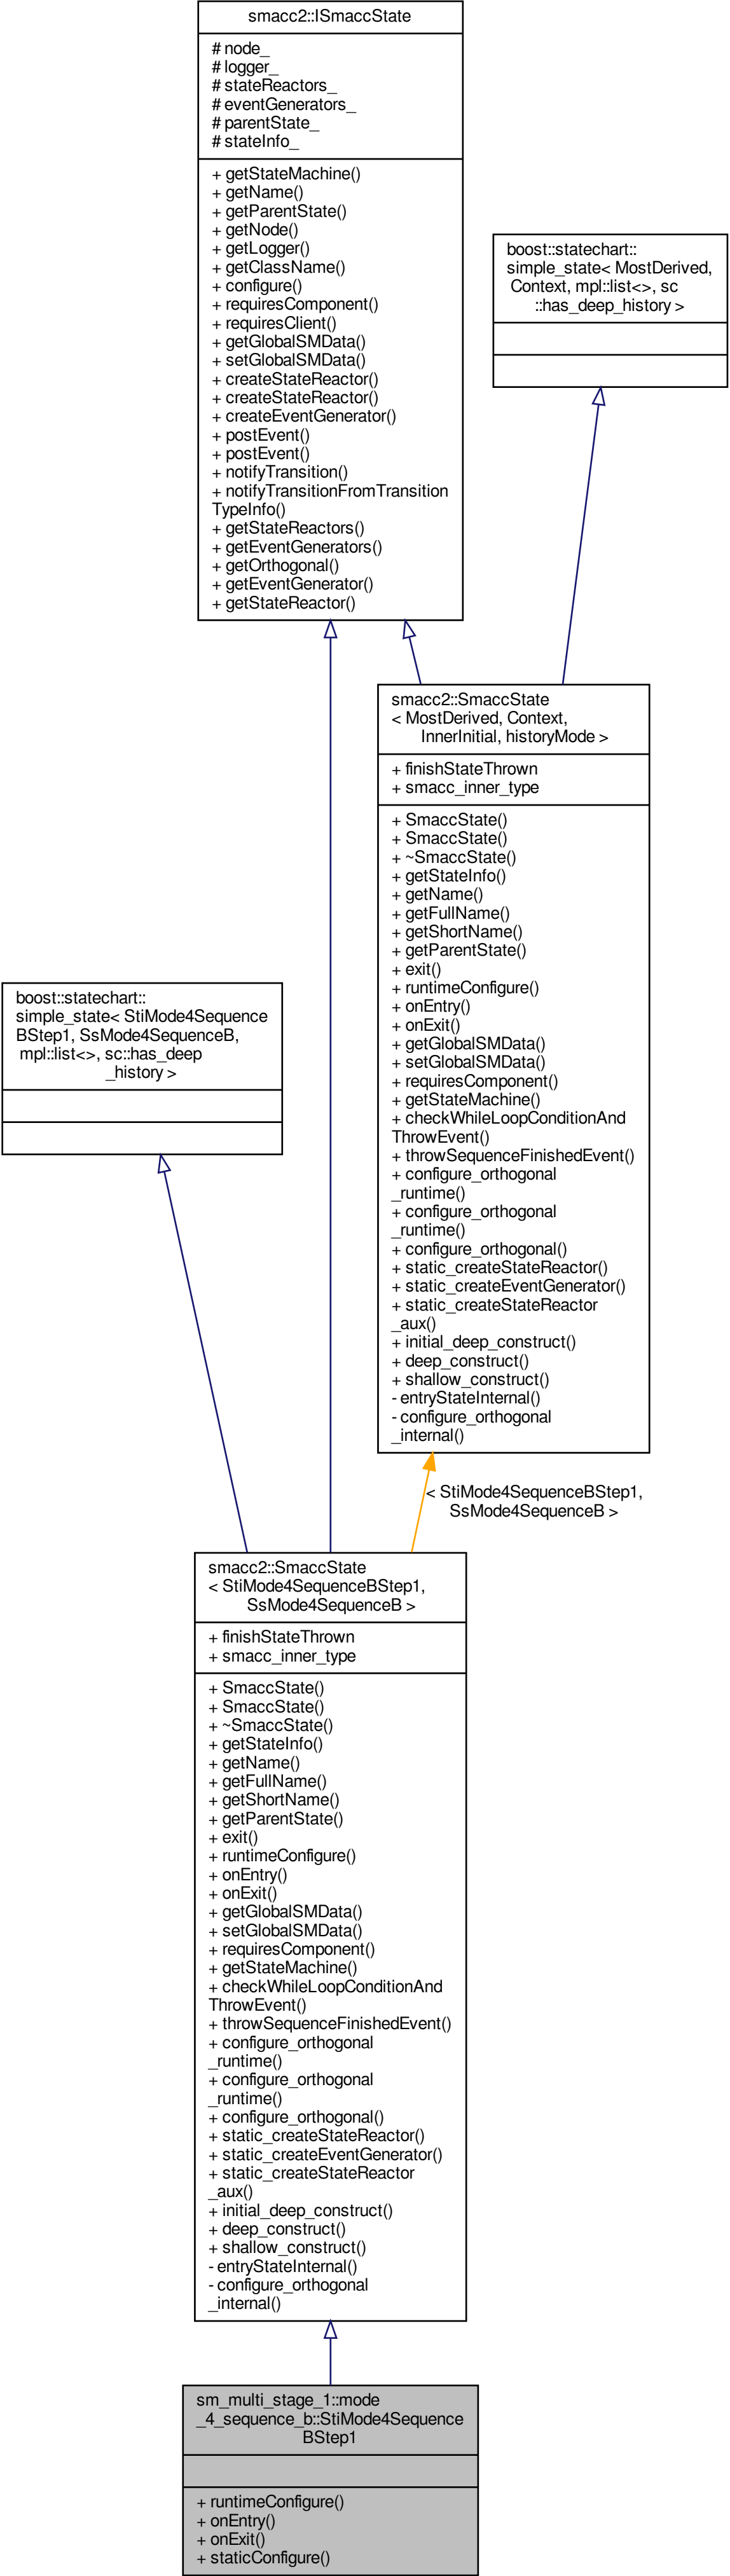 smacc2::ISmaccState
# node_
# logger_
# stateReactors_
# eventGenerators_
# parentState_
# stateInfo_
+ getStateMachine()
+ getName()
+ getParentState()
+ getNode()
+ getLogger()
+ getClassName()
+ configure()
+ requiresComponent()
+ requiresClient()
+ getGlobalSMData()
+ setGlobalSMData()
+ createStateReactor()
+ createStateReactor()
+ createEventGenerator()
+ postEvent()
+ postEvent()
+ notifyTransition()
+ notifyTransitionFromTransition
TypeInfo()
+ getStateReactors()
+ getEventGenerators()
+ getOrthogonal()
+ getEventGenerator()
+ getStateReactor()
boost::statechart::
simple_state< MostDerived,
Context, mpl::list<>, sc
::has_deep_history >
smacc2::SmaccState
< MostDerived, Context,
InnerInitial, historyMode >
+ finishStateThrown
+ smacc_inner_type
+ SmaccState()
+ SmaccState()
+ ~SmaccState()
+ getStateInfo()
+ getName()
+ getFullName()
+ getShortName()
+ getParentState()
+ exit()
+ runtimeConfigure()
+ onEntry()
+ onExit()
+ getGlobalSMData()
+ setGlobalSMData()
+ requiresComponent()
+ getStateMachine()
+ checkWhileLoopConditionAnd
ThrowEvent()
+ throwSequenceFinishedEvent()
+ configure_orthogonal
_runtime()
+ configure_orthogonal
_runtime()
+ configure_orthogonal()
+ static_createStateReactor()
+ static_createEventGenerator()
+ static_createStateReactor
_aux()
+ initial_deep_construct()
+ deep_construct()
+ shallow_construct()
- entryStateInternal()
- configure_orthogonal
_internal()
boost::statechart::
simple_state< StiMode4Sequence
BStep1, SsMode4SequenceB,
mpl::list<>, sc::has_deep
_history >
< StiMode4SequenceBStep1,
SsMode4SequenceB >
smacc2::SmaccState
< StiMode4SequenceBStep1,
SsMode4SequenceB >
+ finishStateThrown
+ smacc_inner_type
+ SmaccState()
+ SmaccState()
+ ~SmaccState()
+ getStateInfo()
+ getName()
+ getFullName()
+ getShortName()
+ getParentState()
+ exit()
+ runtimeConfigure()
+ onEntry()
+ onExit()
+ getGlobalSMData()
+ setGlobalSMData()
+ requiresComponent()
+ getStateMachine()
+ checkWhileLoopConditionAnd
ThrowEvent()
+ throwSequenceFinishedEvent()
+ configure_orthogonal
_runtime()
+ configure_orthogonal
_runtime()
+ configure_orthogonal()
+ static_createStateReactor()
+ static_createEventGenerator()
+ static_createStateReactor
_aux()
+ initial_deep_construct()
+ deep_construct()
+ shallow_construct()
- entryStateInternal()
- configure_orthogonal
_internal()
sm_multi_stage_1::mode
_4_sequence_b::StiMode4Sequence
BStep1
+ runtimeConfigure()
+ onEntry()
+ onExit()
+ staticConfigure()